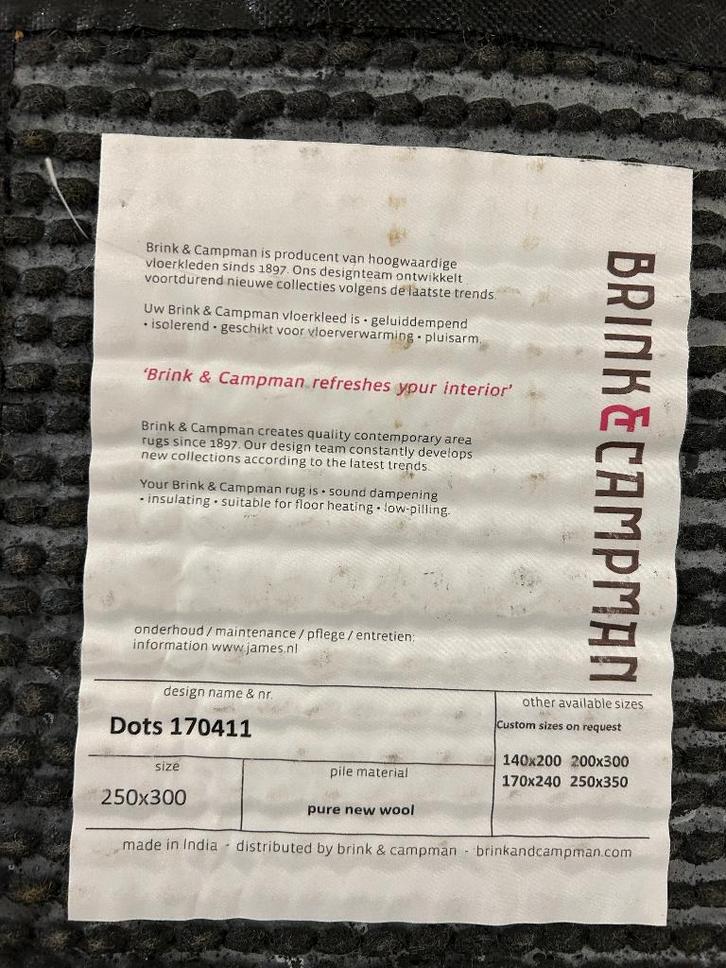 Brink & Campman is producent van hoogwaardige
vloerkleden sinds 1897. Ons designteam ontwikkelt
voortdurend nieuwe collecties volgens de laatste trends.
Uw Brink & Campman vloerkleed is • geluiddempend
• isolerend • geschikt voor vloerverwarming • pluisarm.
'Brink & Campman refreshes your interior'
Brink & Campman creates quality contemporary area
rugs since 1897. Our design team constantly develops
new collections according to the latest trends.
Your Brink & Campman rug is • sound dampening
• insulating • suitable for floor heating • low-pilling.
BRINK & CAMPMAN
onderhoud / maintenance / pflege / entretien:
information www.james.nl
design name & nr.
Dots 170411
size
250x300
pile material
pure new wool
other available sizes
Custom sizes on request
140x200 200x300
170x240 250x350
made in India - distributed by brink & campman - brinkandcampman.com